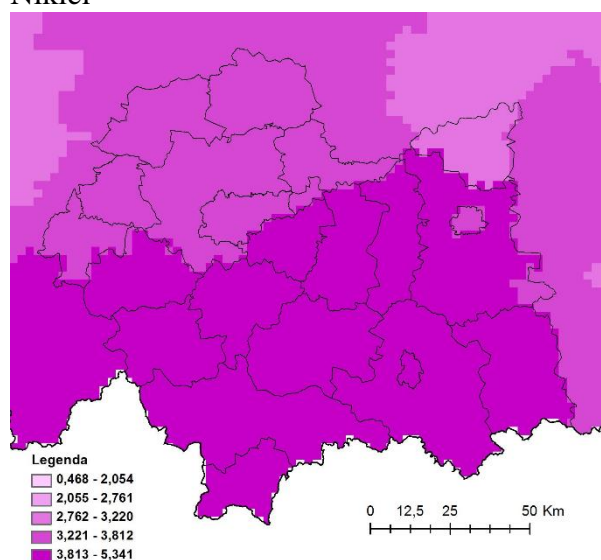 Nikiel
Legenda
0,468 - 2,054
2,055 - 2,761
2,762 - 3,220
3,221 - 3,812
3,813 - 5,341
0 12,5 25 50 Km